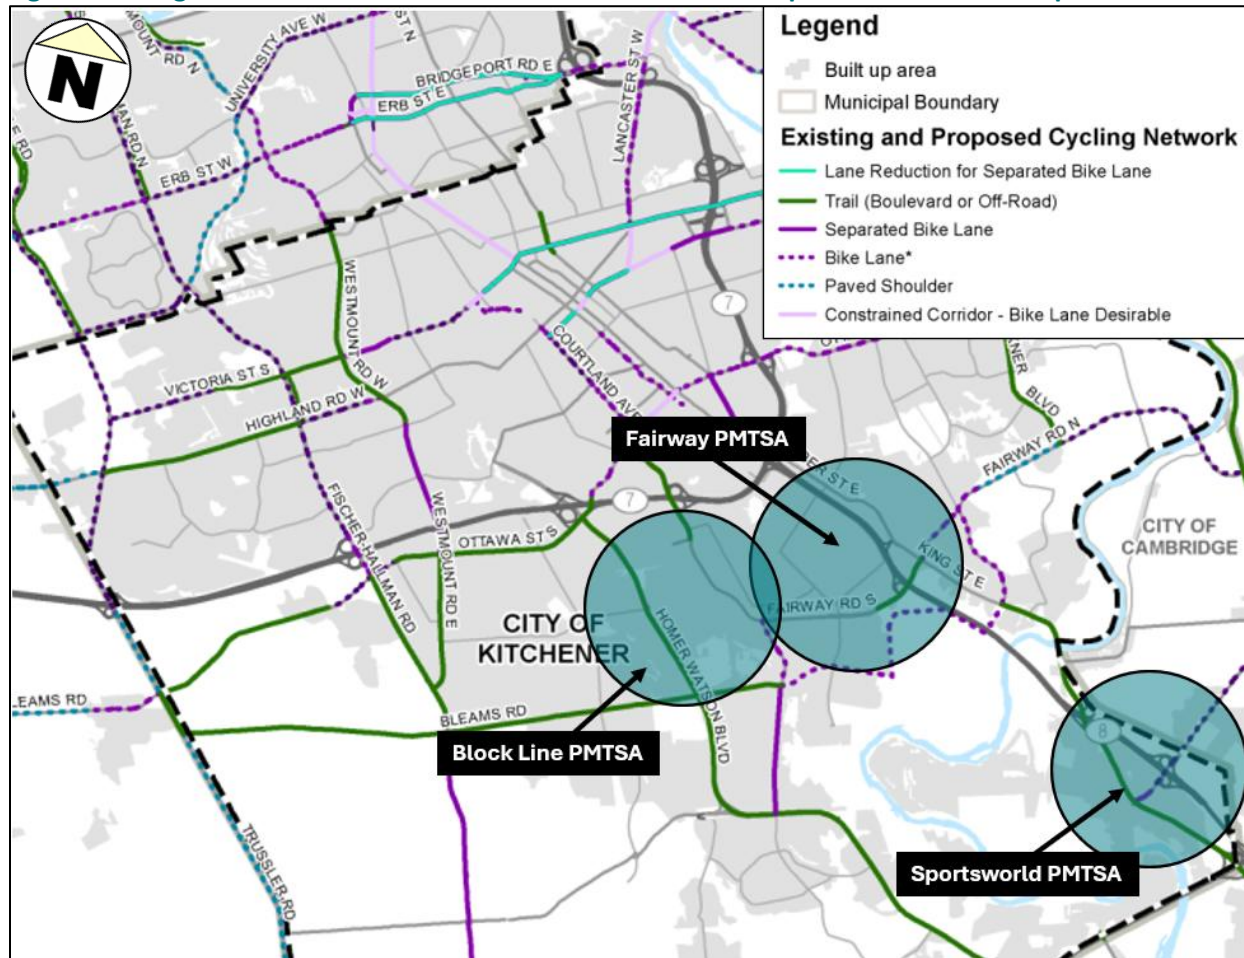 N
Legend
Built up area
Municipal Boundary
Existing and Proposed Cycling Network
Lane Reduction for Separated Bike Lane
Trail (Boulevard or Off-Road)
Separated Bike Lane
Bike Lane*
Paved Shoulder
Constrained Corridor - Bike Lane Desirable
UNIVERSITY AVE W
ST N
BRIDGEPORT RD E
ERB ST E
LANCASTER ST W
ERB ST W
7
WESTMOUNT RD W
VICTORIA ST S
HIGHLAND RD W
COURTLAND AVE
BLVD
FAIRWAY RD N
Fairway PMTSA
7
CITY OF
CAMBRIDGE
FISCHER-HALLMAN RD
WESTMOUNT RD E
OTTAWA ST S
KING ST E
FAIRWAY RD S
CITY OF
KITCHENER
HOMER WATSON BLVD
BLEAMS RD
8
Block Line PMTSA
TRUSSLER RD
Sportsworld PMTSA